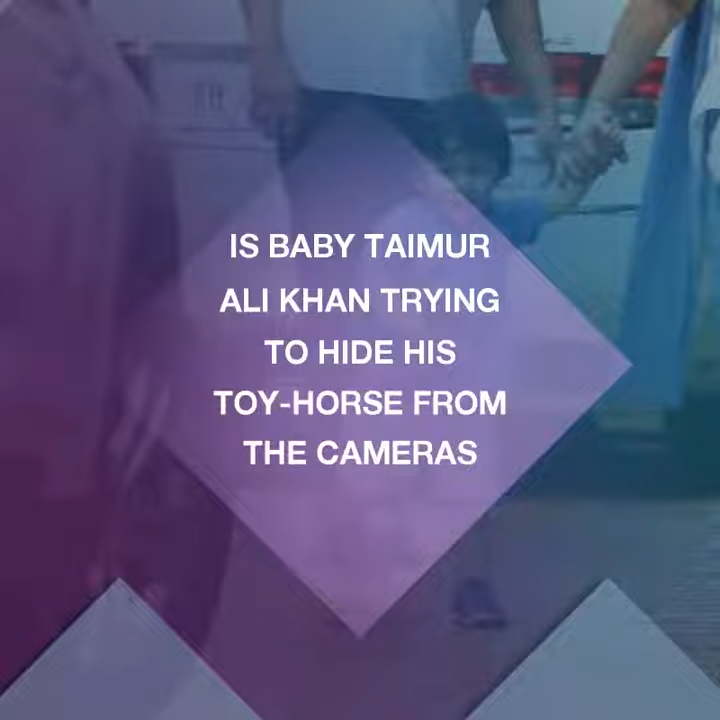 IS BABY TAIMUR
ALI KHAN TRYING
TO HIDE HIS
TOY-HORSE FROM
THE CAMERAS